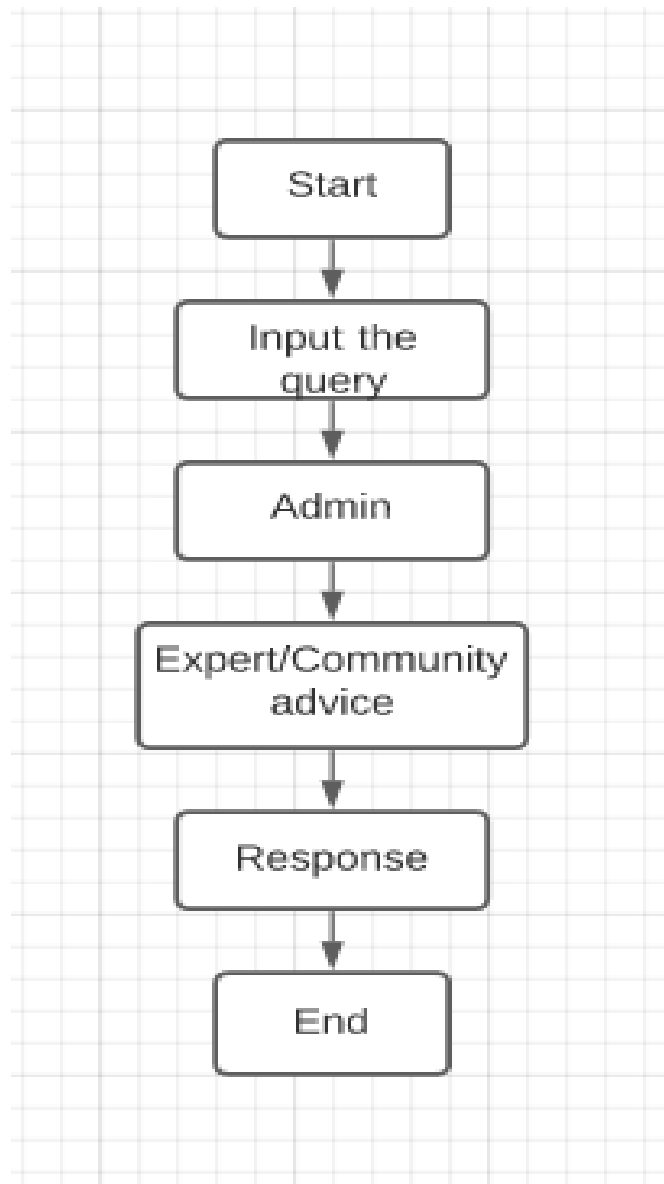 Start
Input the
query
Admin
Expert/Community
advice
Response
End